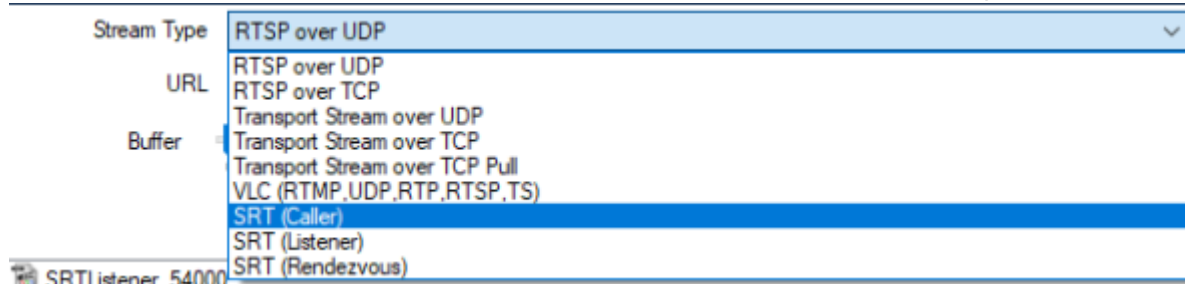 Stream Type RTSP over UDP
RTSP over UDP
URL RTSP over TCP
Transport Stream over UDP
Buffer Transport Stream over TCP
Transport Stream over TCP Pull
VLC (RTMP,UDP,RTP,RTSP,TS)
SRT (Caller)
SRT (Listener)
SRT (Rendezvous)
SRTListener_54000